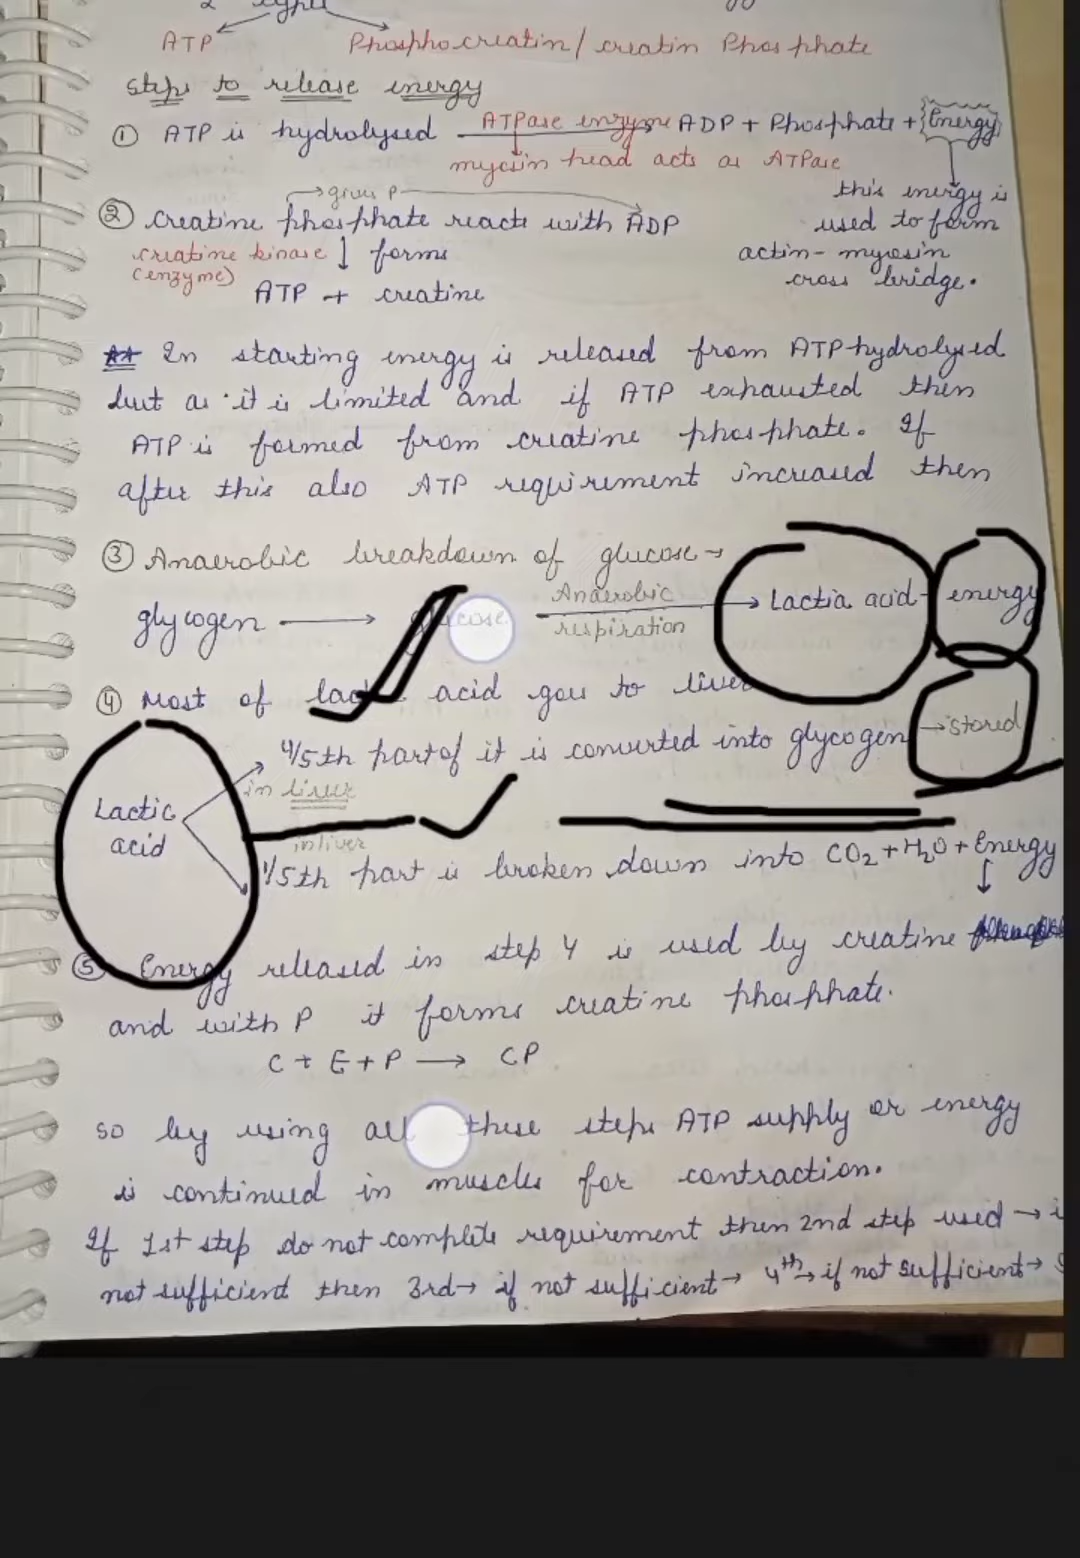 2 types
ATP Phosphocreatin/creatin Phosphate
Steps to release energy
① ATP is hydrolysed ATPase enzyme ADP + Phosphate + Energy
myosin head acts as ATPase
this energy is
used to form
actin-myosin
cross bridge.
gives P
② Creatine phosphate reacts with ADP
creatine kinase ↓ forms
(enzyme)
ATP + creatine
** In starting energy is released from ATP hydrolysed
but as it is limited and if ATP exhausted then
ATP is formed from creatine phosphate. If
after this also ATP requirement increased then
③ Anaerobic breakdown of glucose →
glycogen → glucose Anaerobic respiration → Lactia acid - energy
④ Most of acid goes to liver
4/5th part of it is converted into glycogen → stored
in liver
Lactic
acid
in liver
1/5th part is broken down into CO2 + H2O + Energy
↓
⑤ Energy released in step 4 is used by creatine
and with P it forms creatine phosphate.
C + E + P → CP
so by using all these steps ATP supply or energy
is continued in muscles for contraction.
If 1st step do not complete requirement then 2nd step used →
not sufficient then 3rd → if not sufficient → 4th → if not sufficient →